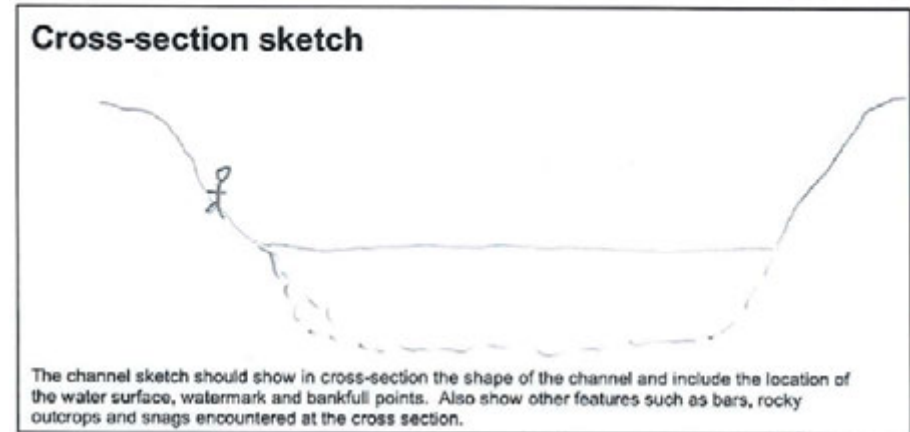 Cross-section sketch
The channel sketch should show in cross-section the shape of the channel and include the location of
the water surface, watermark and bankfull points. Also show other features such as bars, rocky
outcrops and snags encountered at the cross section.